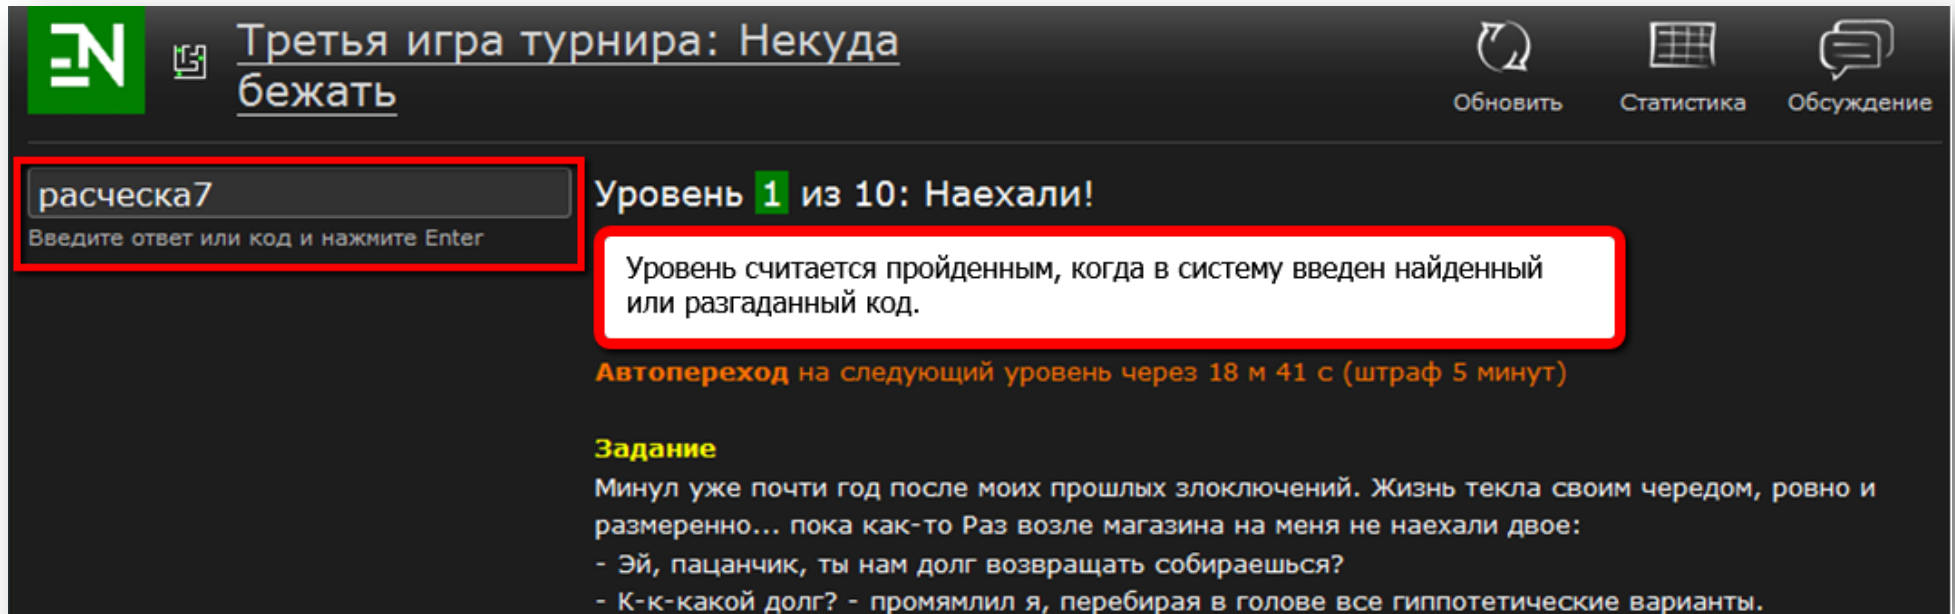 EN
Третья игра турнира: Некуда
бежать
Обновить
Статистика
Обсуждение
расческа7
Введите ответ или код и нажмите Enter
Уровень 1 из 10: Наехали!
Уровень считается пройденным, когда в систему введен найденный
или разгаданный код.
Автопереход на следующий уровень через 18 м 41 с (штраф 5 минут)
Задание
Минул уже почти год после моих прошлых злоключений. Жизнь текла своим чередом, ровно и
размеренно... пока как-то Раз возле магазина на меня не наехали двое:
- Эй, пацанчик, ты нам долг возвращать собираешься?
- К-к-какой долг? - промямлил я, перебирая в голове все гиппотетические варианты.